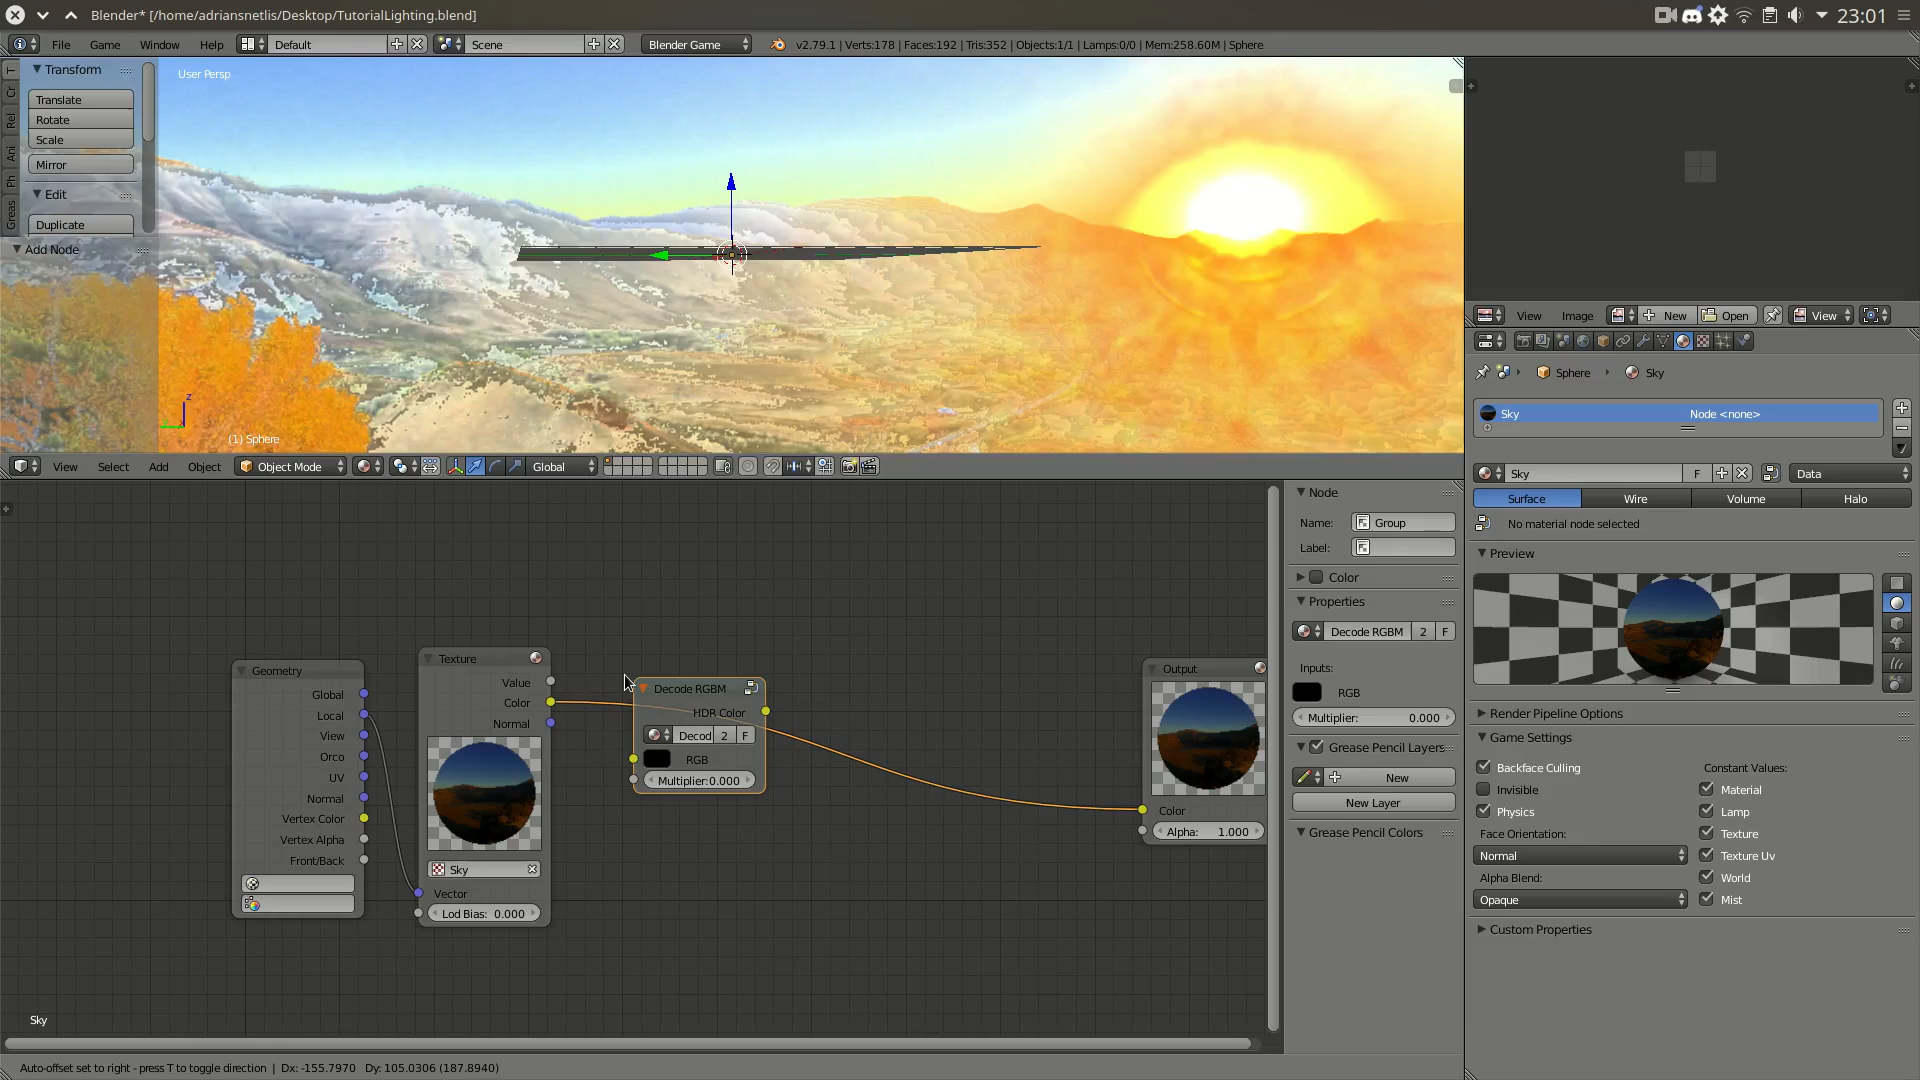 Blender* [/home/adriansnetlis/Desktop/TutorialLighting.blend]
23:01
File Game Window Help Default Scene Blender Game v2.79.1 | Verts:178 | Faces:192 | Tris:352 | Objects:1/1 | Lamps:0/0 | Mem:258.60M | Sphere
T
Cr
Rel
Ani
Ph
Greas
Transform
Translate
Rotate
Scale
Mirror
Edit
Duplicate
Add Node
User Persp
z
(1) Sphere
View Select Add Object Object Mode Global
Geometry
Global
Local
View
Orco
UV
Normal
Vertex Color
Vertex Alpha
Front/Back
Texture
Value
Color
Normal
Sky
Vector
Lod Bias: 0.000
Decode RGBM
HDR Color
Decod 2 F
RGB
Multiplier:0.000
Output
Color
Alpha: 1.000
Sky
Node
Name: Group
Label:
Color
Properties
Decode RGBM 2 F
Inputs:
RGB
Multiplier: 0.000
Grease Pencil Layers
New
New Layer
Grease Pencil Colors
View Image New Open View
Sphere Sky
Sky Node <none>
Sky F Data
Surface Wire Volume Halo
No material node selected
Preview
Render Pipeline Options
Game Settings
Backface Culling
Invisible
Physics
Face Orientation:
Normal
Alpha Blend:
Opaque
Constant Values:
Material
Lamp
Texture
Texture Uv
World
Mist
Custom Properties
Auto-offset set to right - press T to toggle direction | Dx: -155.7970 Dy: 105.0306 (187.8940)